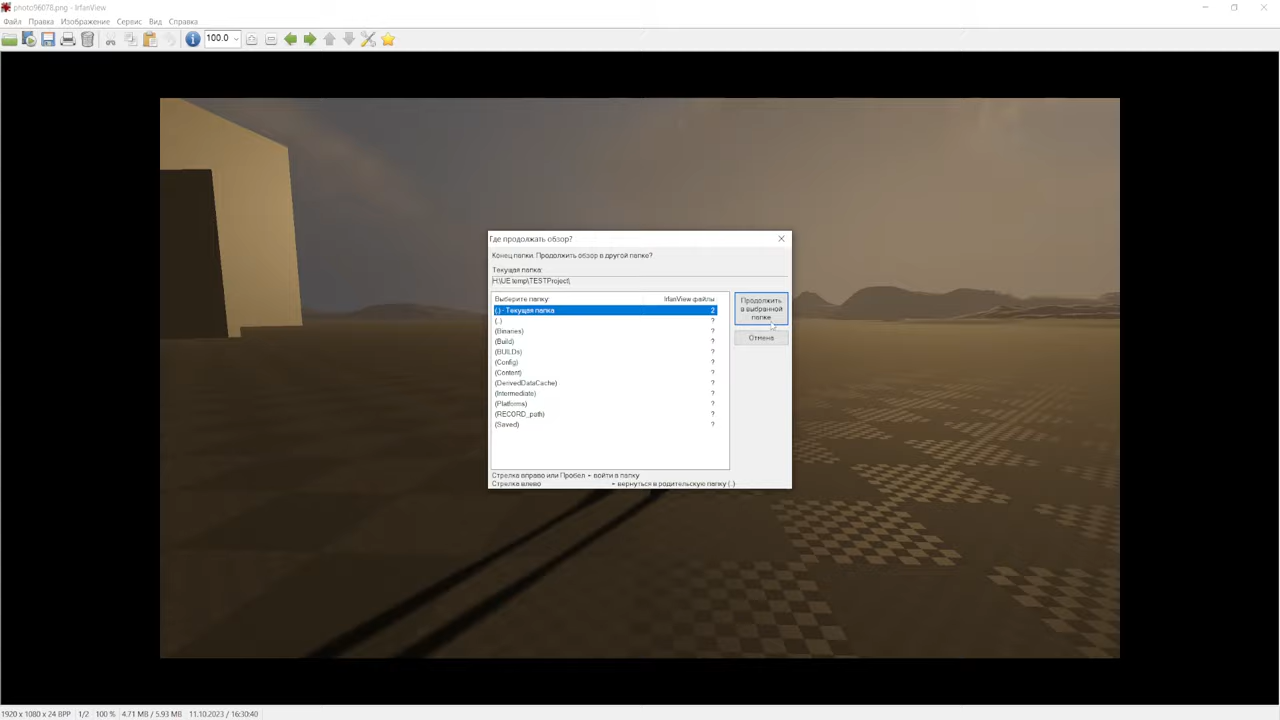 photo96078.png - IrfanView
Файл Правка Изображение Сервис Вид Справка
100.0
Где продолжать обзор?
Конец папки. Продолжить обзор в другой папке?
Текущая папка:
H:\UE temp\TESTProject\
Выберите папку: IrfanView файлы
(.) - Текущая папка 2
(..) ?
(Binaries) ?
(Build) ?
(BUILDs) ?
(Config) ?
(Content) ?
(DerivedDataCache) ?
(Intermediate) ?
(Platforms) ?
(RECORD_path) ?
(Saved) ?
Продолжить
в выбранной
папке
Отмена
Стрелка вправо или Пробел = войти в папку
Стрелка влево = вернуться в родительскую папку (..)
1920 x 1080 x 24 BPP 1/2 100 % 4.71 MB / 5.93 MB 11.10.2023 / 16:30:40